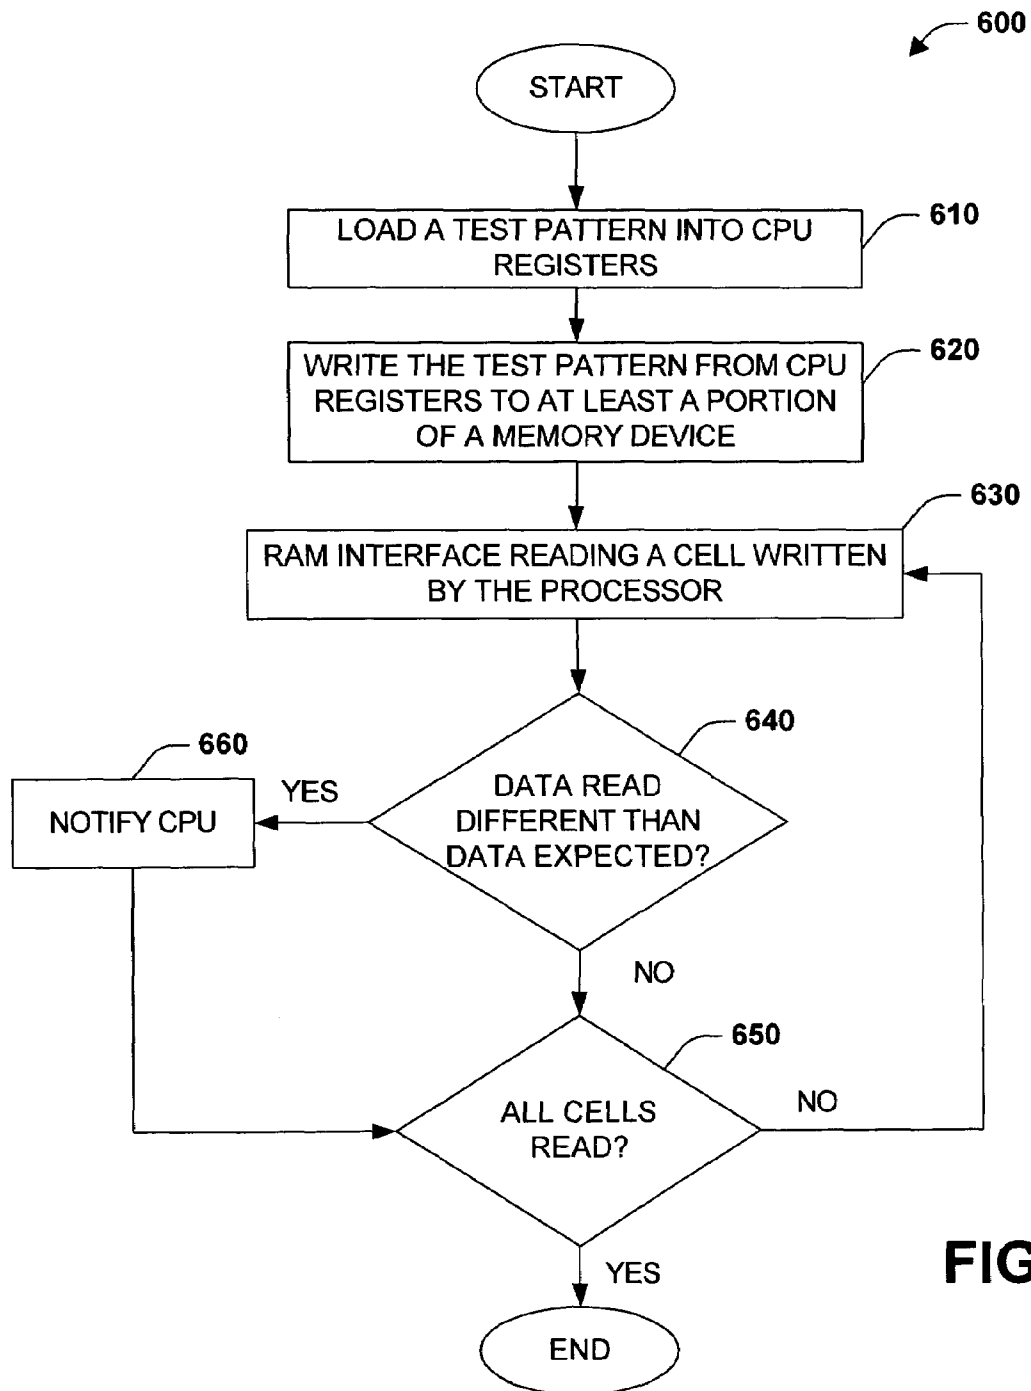 600
START
LOAD A TEST PATTERN INTO CPU
REGISTERS
610
WRITE THE TEST PATTERN FROM CPU
REGISTERS TO AT LEAST A PORTION
OF A MEMORY DEVICE
620
RAM INTERFACE READING A CELL WRITTEN
BY THE PROCESSOR
630
DATA READ
DIFFERENT THAN
DATA EXPECTED?
640
YES
660
NOTIFY CPU
NO
ALL CELLS
READ?
650
NO
YES
END
FIG